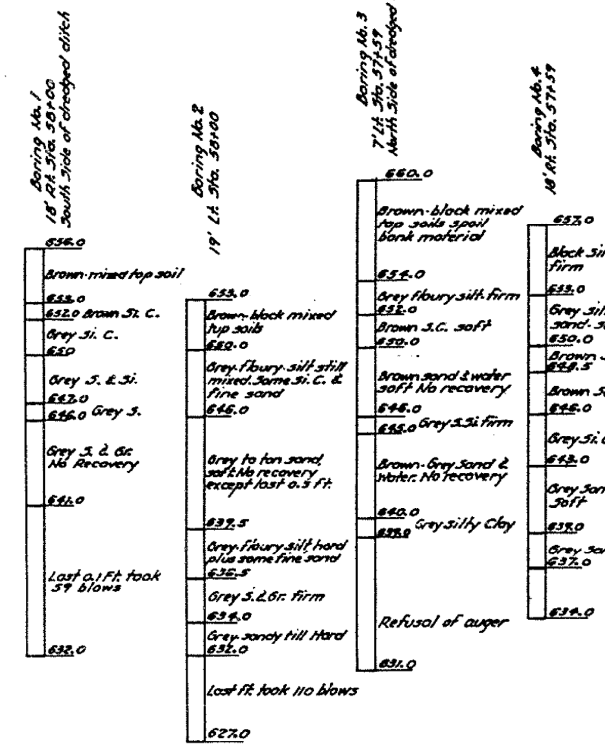 Boring No. 1
18' Rt. Sta. 58+00
South side of dredged ditch
656.0
Brown-mixed top soil
653.0
652.0 Brown Si. C.
Grey Si. C.
650
Grey S. & Si.
647.0
646.0 Grey S.
Grey S. & Gr.
No Recovery
641.0
Last 0.1 Ft. took
59 blows
632.0
Boring No. 2
19' Lt. Sta. 58+00
653.0
Brown-black mixed
top soils
650.0
Grey-floury-silt still
mixed. Some Si. C. &
fine sand
646.0
Grey to tan sand,
soft. No recovery
except last 0.5 ft.
639.5
Grey-floury silt, hard
plus some fine sand
636.5
Grey S. & Gr. firm
634.0
Grey-sandy till Hard
632.0
Last ft. took 110 blows
627.0
Boring No. 3
7' Lt. Sta. 57+59
North side of dredged
660.0
Brown-black mixed
top soils spoil
bank material
654.0
Grey floury silt. firm
652.0
Brown S.C. soft
650.0
Brown sand & water
soft No recovery
646.0
645.0 Grey S.Si. firm
Brown-Grey Sand &
Water. No recovery
640.0
639.0 Grey Silty Clay
Refusal of auger
631.0
Boring No. 4
18' Rt. Sta. 57+59
657.0
Black Sil
firm
653.0
Grey sil
sand-s
650.0
Brown S
648.5
Brown S
646.0
Grey Si. C
643.0
Grey San
Soft
639.0
Grey San
637.0
634.0